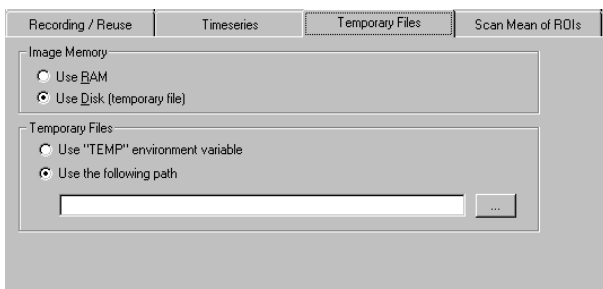 Recording / Reuse Timeseries Temporary Files Scan Mean of ROIs
Image Memory
Use RAM
Use Disk (temporary file)
Temporary Files
Use "TEMP" environment variable
Use the following path
...